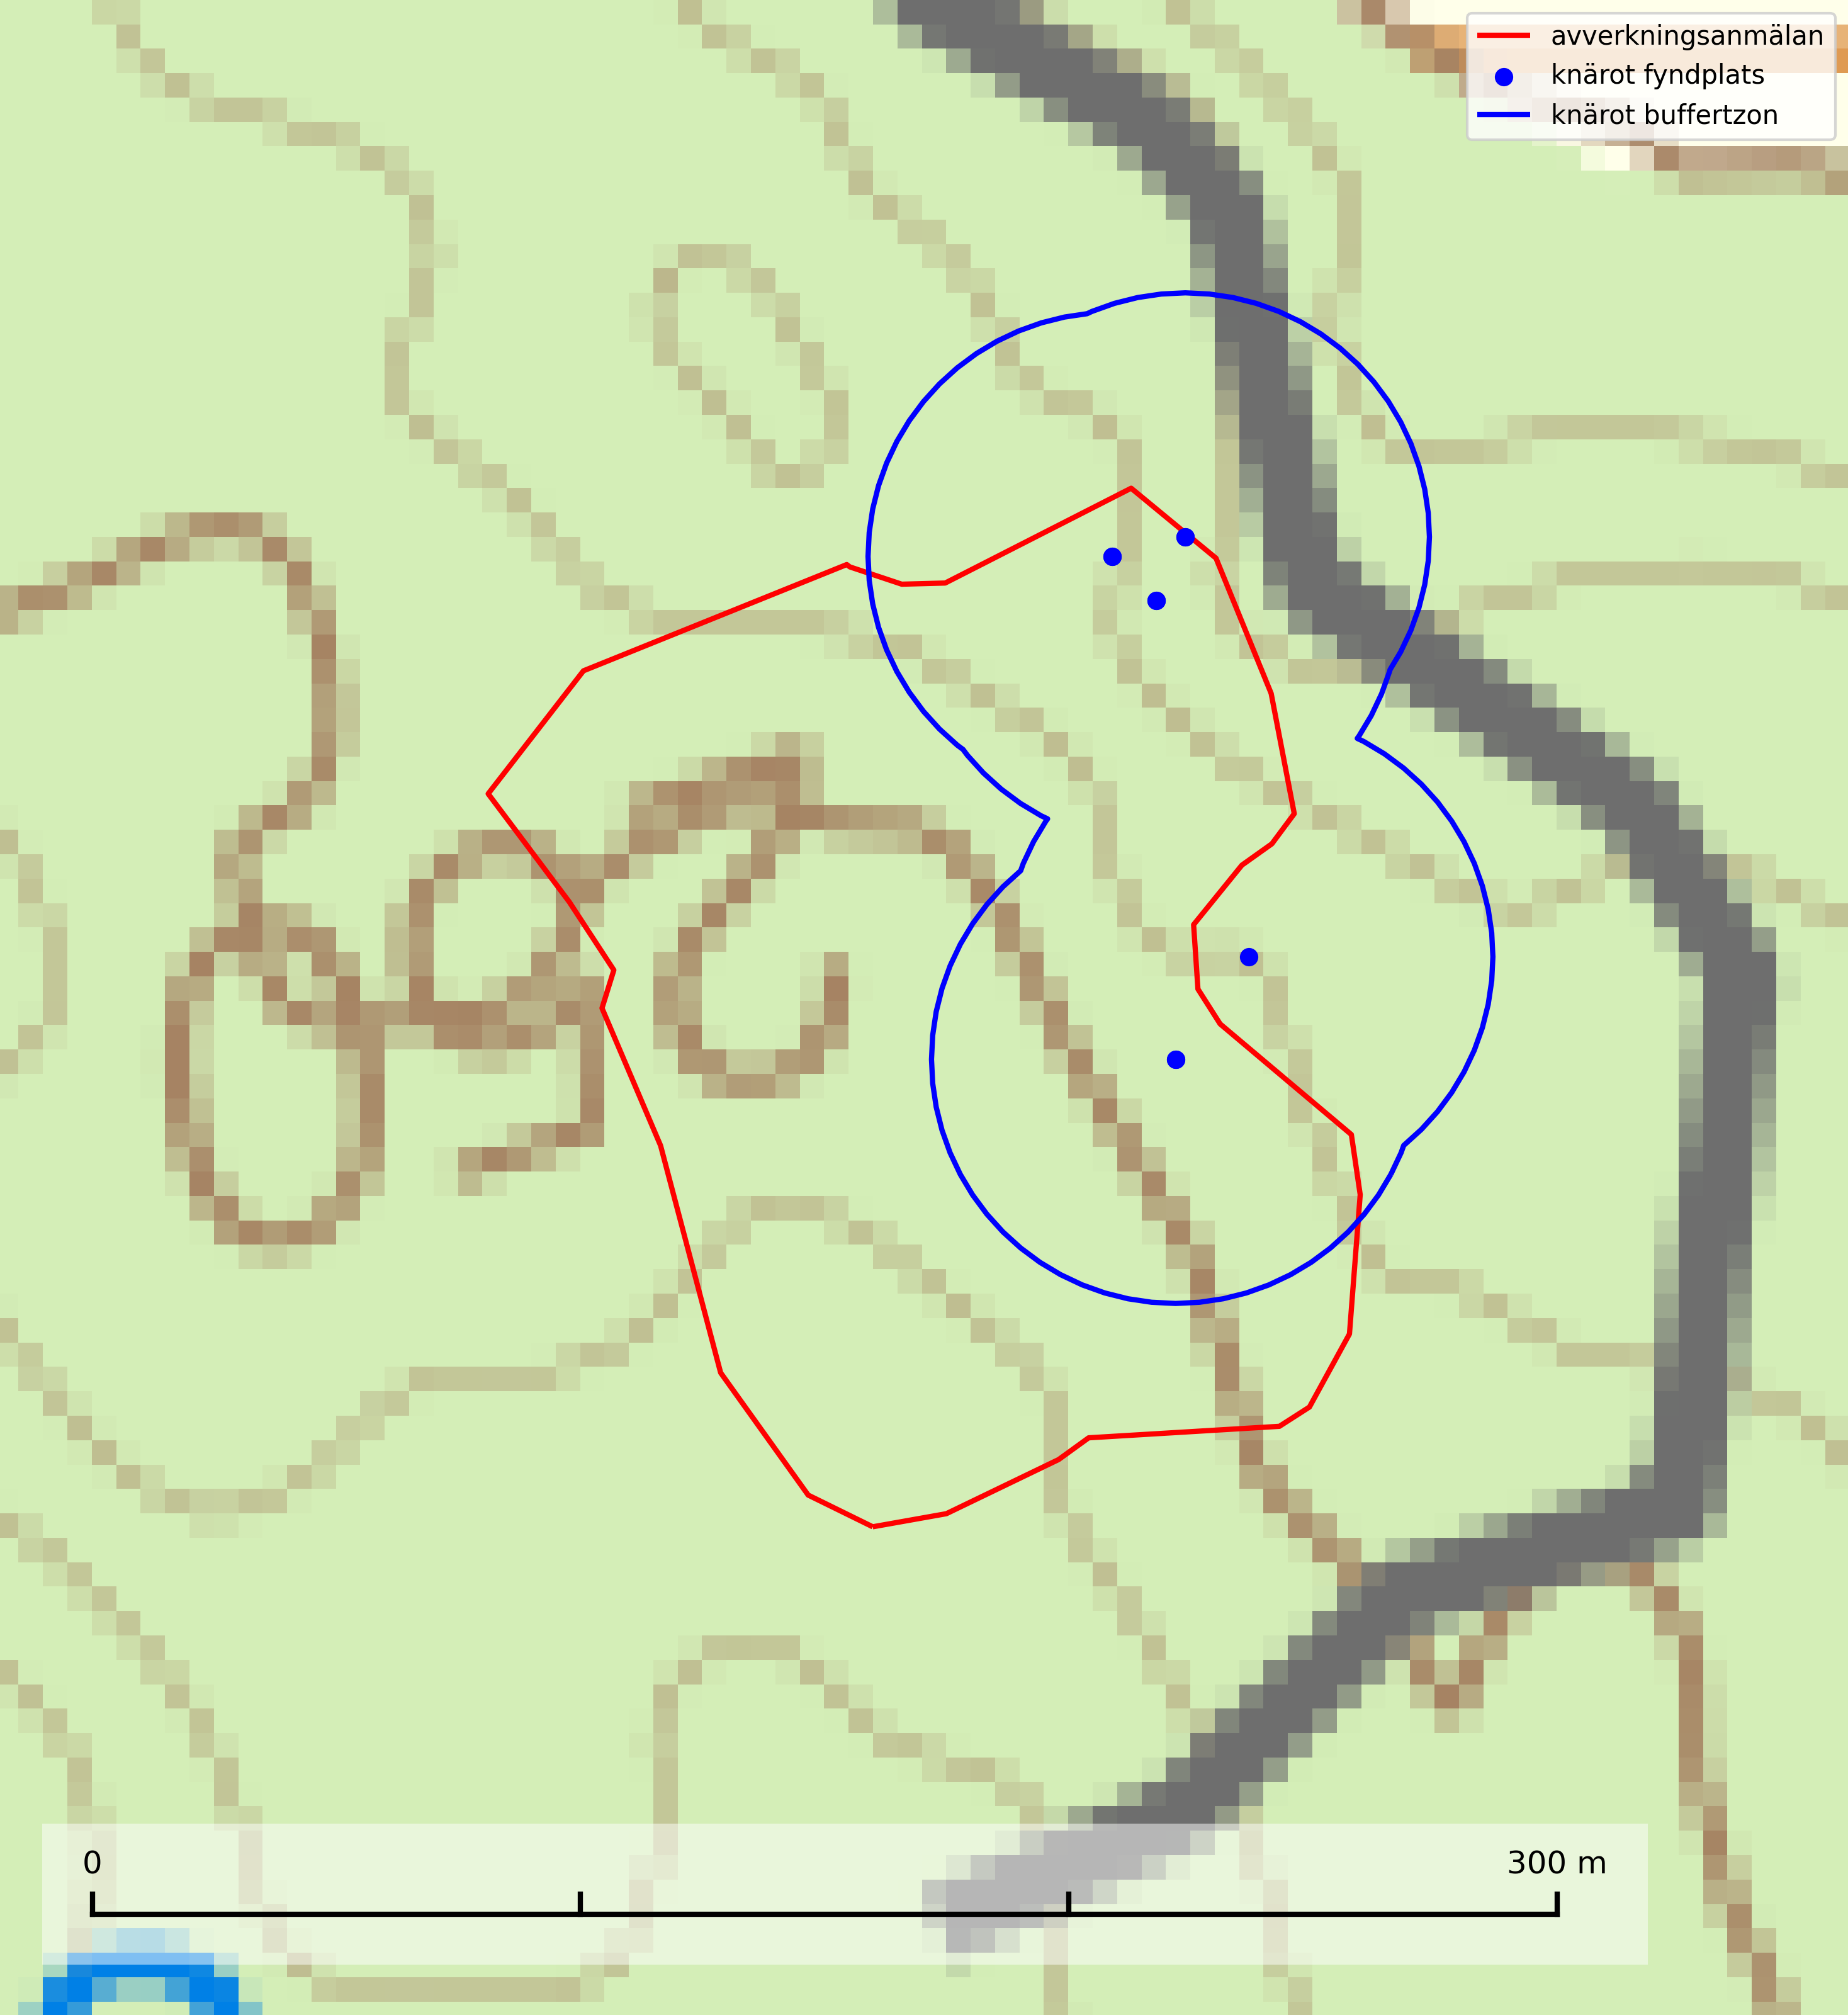 avverkningsanmälan
knärot fyndplats
knärot buffertzon
0
300 m